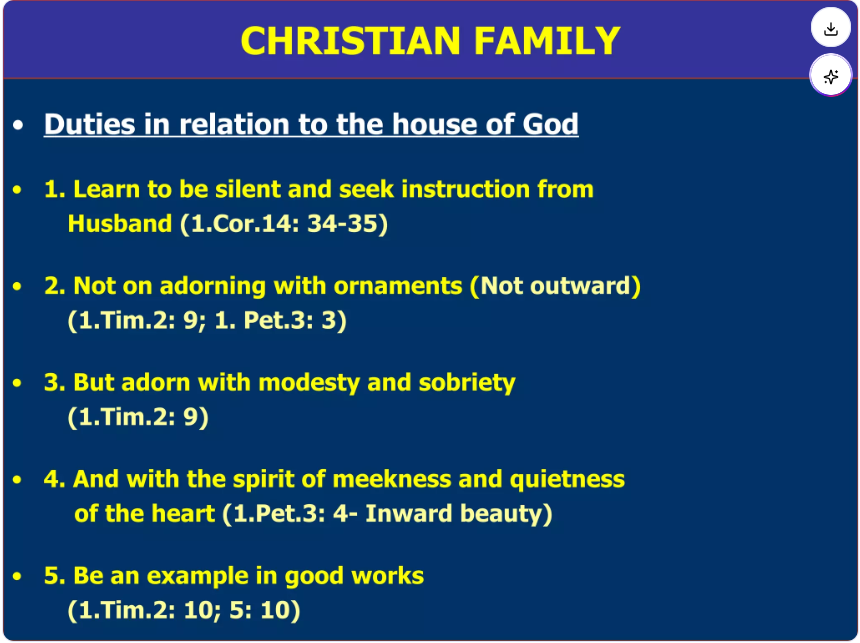 CHRISTIAN FAMILY
• Duties in relation to the house of God
• 1. Learn to be silent and seek instruction from
Husband (1.Cor.14: 34-35)
• 2. Not on adorning with ornaments (Not outward)
(1.Tim.2: 9; 1. Pet.3: 3)
• 3. But adorn with modesty and sobriety
(1.Tim.2: 9)
• 4. And with the spirit of meekness and quietness
of the heart (1.Pet.3: 4- Inward beauty)
• 5. Be an example in good works
(1.Tim.2: 10; 5: 10)